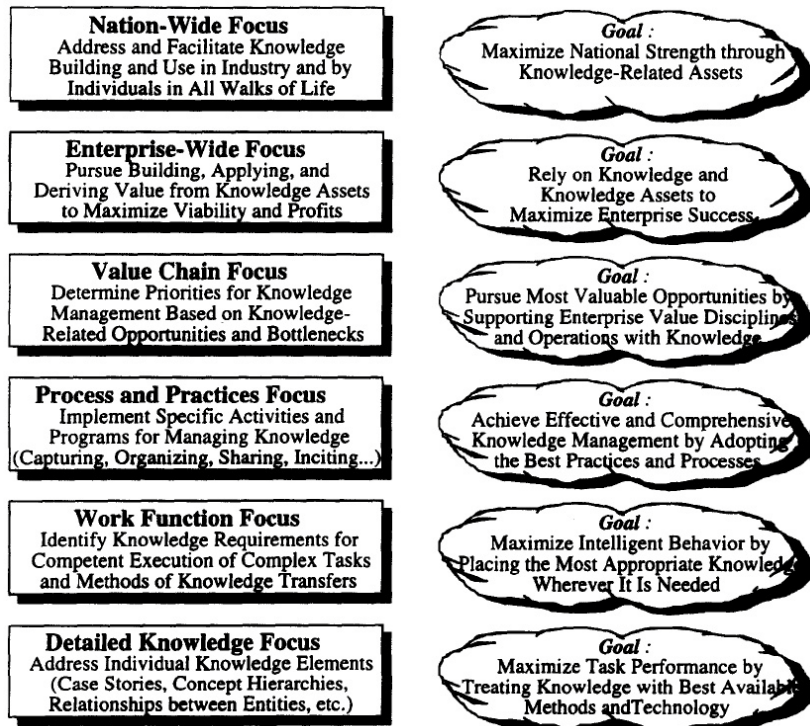 Nation-Wide Focus
Address and Facilitate Knowledge
Building and Use in Industry and by
Individuals in All Walks of Life
Goal :
Maximize National Strength through
Knowledge-Related Assets
Enterprise-Wide Focus
Pursue Building, Applying, and
Deriving Value from Knowledge Assets
to Maximize Viability and Profits
Goal :
Rely on Knowledge and
Knowledge Assets to
Maximize Enterprise Success
Value Chain Focus
Determine Priorities for Knowledge
Management Based on Knowledge-
Related Opportunities and Bottlenecks
Goal :
Pursue Most Valuable Opportunities by
Supporting Enterprise Value Disciplines
and Operations with Knowledge
Process and Practices Focus
Implement Specific Activities and
Programs for Managing Knowledge
(Capturing, Organizing, Sharing, Inciting...)
Goal :
Achieve Effective and Comprehensive
Knowledge Management by Adopting
the Best Practices and Processes
Work Function Focus
Identify Knowledge Requirements for
Competent Execution of Complex Tasks
and Methods of Knowledge Transfers
Goal :
Maximize Intelligent Behavior by
Placing the Most Appropriate Knowledge
Wherever It Is Needed
Detailed Knowledge Focus
Address Individual Knowledge Elements
(Case Stories, Concept Hierarchies,
Relationships between Entities, etc.)
Goal :
Maximize Task Performance by
Treating Knowledge with Best Available
Methods andTechnology